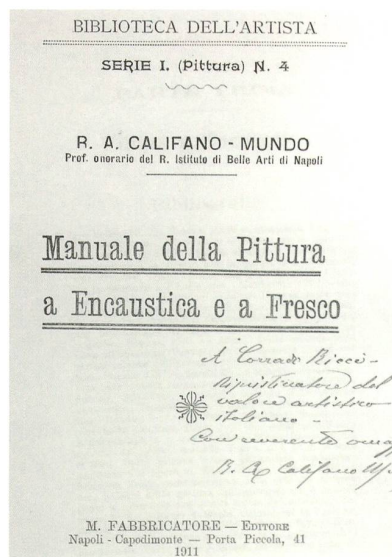 BIBLIOTECA DELL'ARTISTA
SERIE I. (Pittura) N. 4
R. A. CALIFANO - MUNDO
Prof. onorario del R. Istituto di Belle Arti di Napoli
Manuale della Pittura
a Encaustica e a Fresco
A Corrado Ricci -
ripristinatore del
valore artistico
italiano -
Con reverente
R. A. Califano
M. FABBRICATORE — EDITORE
Napoli - Capodimonte — Porta Piccola, 41
1911